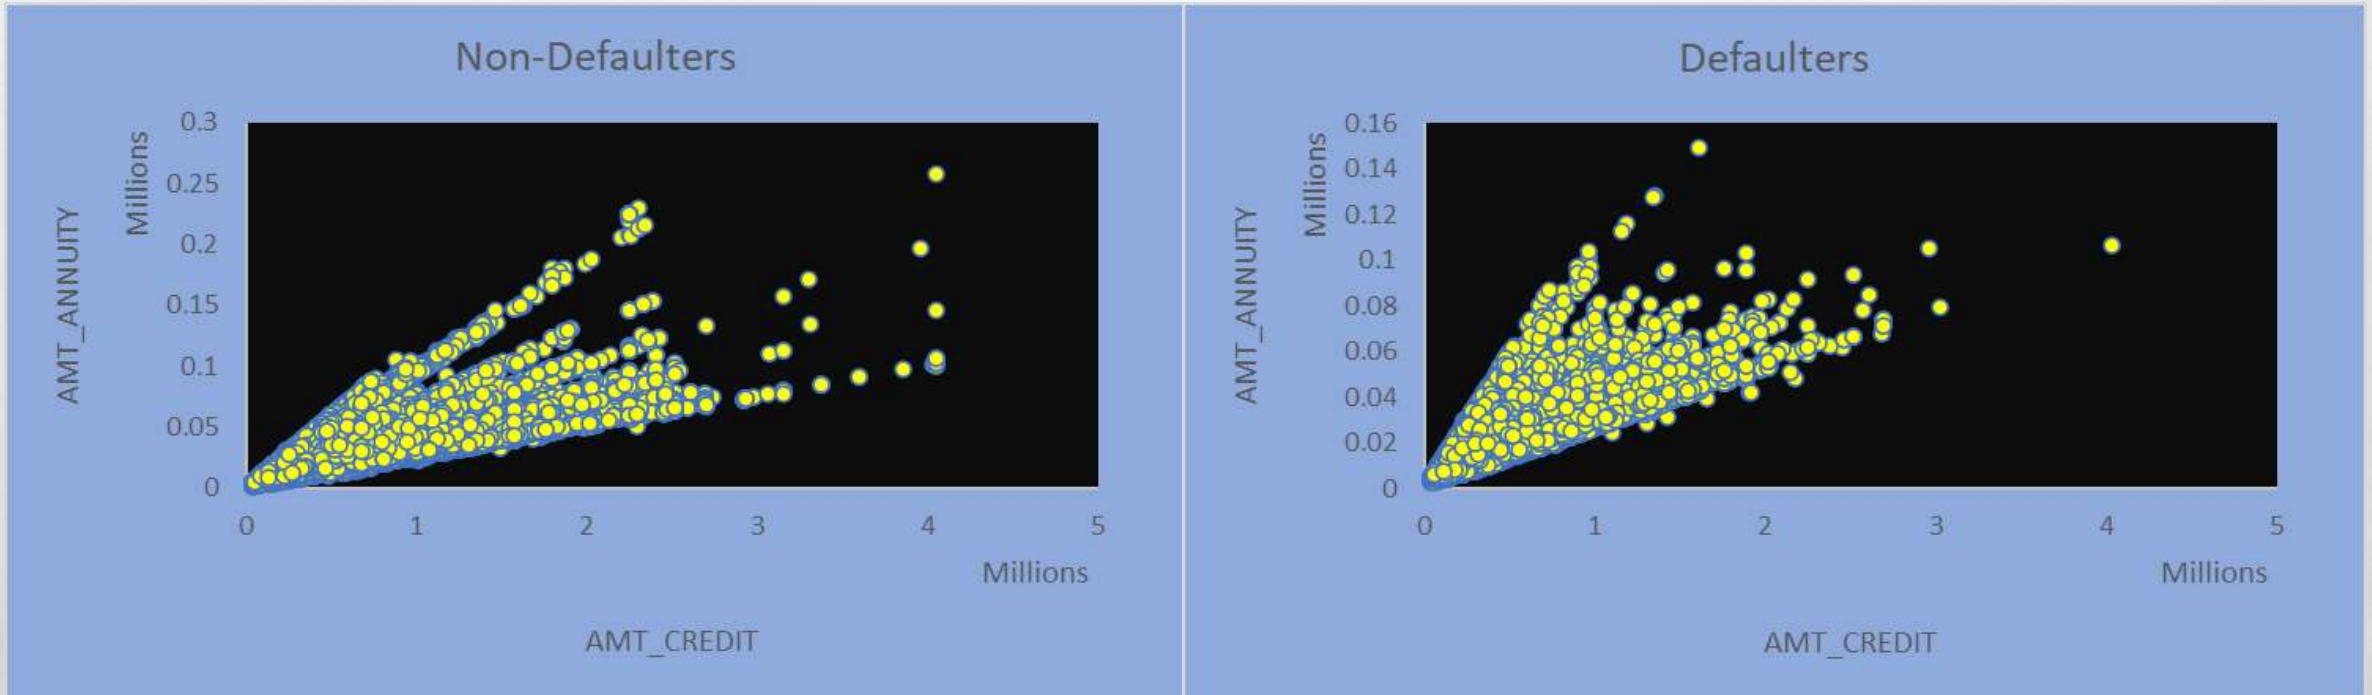 Non-Defaulters
AMT_ANNUITY
Millions
0.3
0.25
0.2
0.15
0.1
0.05
0
0 1 2 3 4 5
Millions
AMT_CREDIT
Defaulters
AMT_ANNUITY
Millions
0.16
0.14
0.12
0.1
0.08
0.06
0.04
0.02
0
0 1 2 3 4 5
Millions
AMT_CREDIT